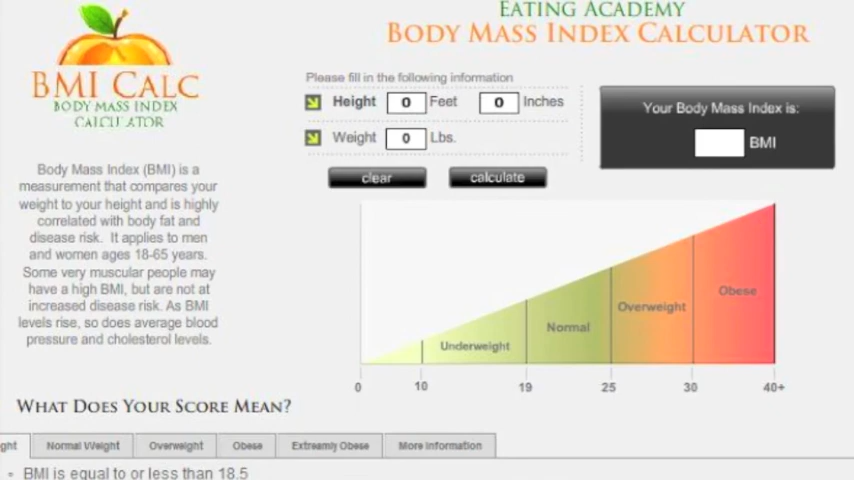 EATING ACADEMY
BODY MASS INDEX CALCULATOR
BMI CALC
BODY MASS INDEX
CALCULATOR
Please fill in the following information
Height 0 Feet 0 Inches
Weight 0 Lbs.
clear calculate
Your Body Mass Index is:
BMI
Body Mass Index (BMI) is a
measurement that compares your
weight to your height and is highly
correlated with body fat and
disease risk. It applies to men
and women ages 18-65 years.
Some very muscular people may
have a high BMI, but are not at
increased disease risk. As BMI
levels rise, so does average blood
pressure and cholesterol levels.
Underweight Normal Overweight Obese
0 10 19 25 30 40+
WHAT DOES YOUR SCORE MEAN?
ght Normal Weight Overweight Obese Extreamly Obese More Information
BMI is equal to or less than 18.5